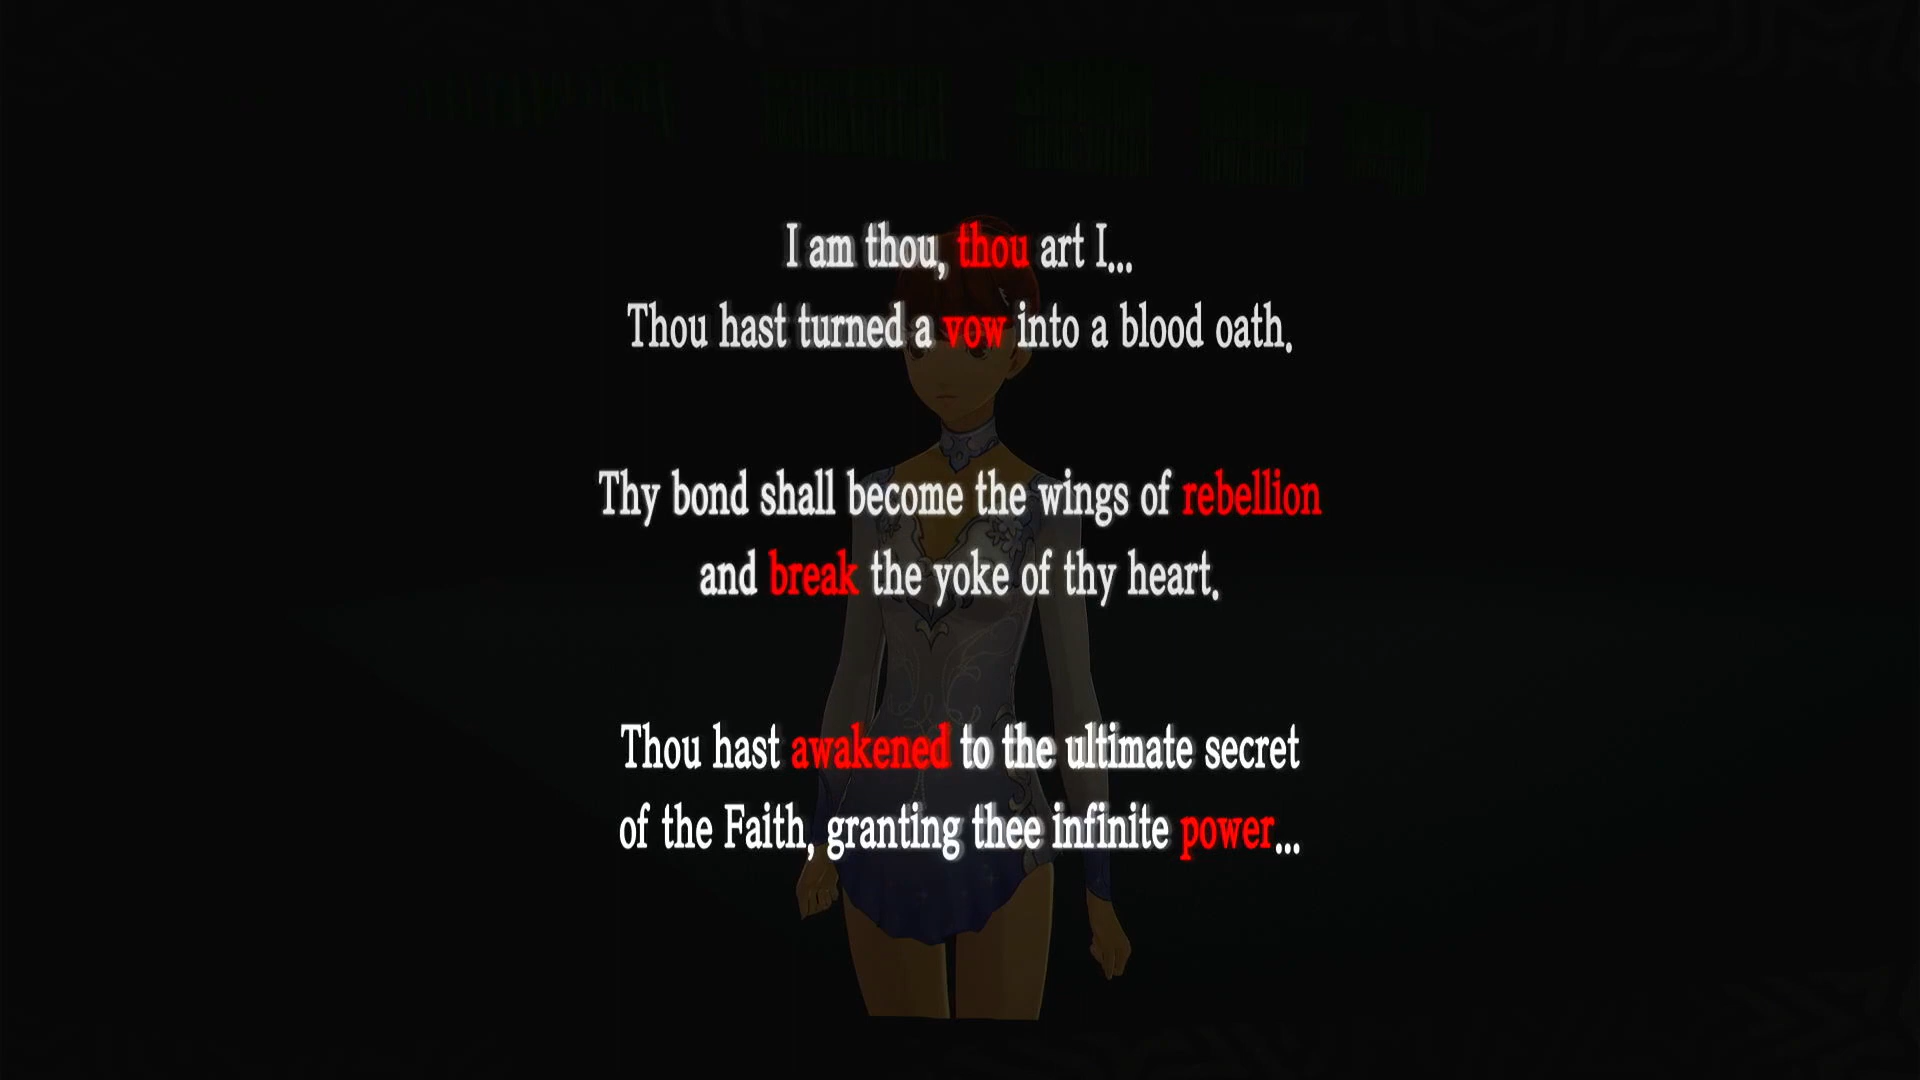 I am thou, thou art I...
Thou hast turned a vow into a blood oath.
Thy bond shall become the wings of rebellion
and break the yoke of thy heart.
Thou hast awakened to the ultimate secret
of the Faith, granting thee infinite power...